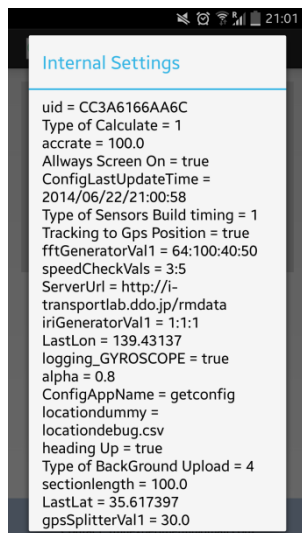 21:01
Internal Settings
uid = CC3A6166AA6C
Type of Calculate = 1
accrate = 100.0
Allways Screen On = true
ConfigLastUpdateTime =
2014/06/22/21:00:58
Type of Sensors Build timing = 1
Tracking to Gps Position = true
fftGeneratorVal1 = 64:100:40:50
speedCheckVals = 3:5
ServerUrl = http://i-
transportlab.ddo.jp/rmdata
iriGeneratorVal1 = 1:1:1
LastLon = 139.43137
logging_GYROSCOPE = true
alpha = 0.8
ConfigAppName = getconfig
locationdummy =
locationdebug.csv
heading Up = true
Type of BackGround Upload = 4
sectionlength = 100.0
LastLat = 35.617397
gpsSplitterVal1 = 30.0